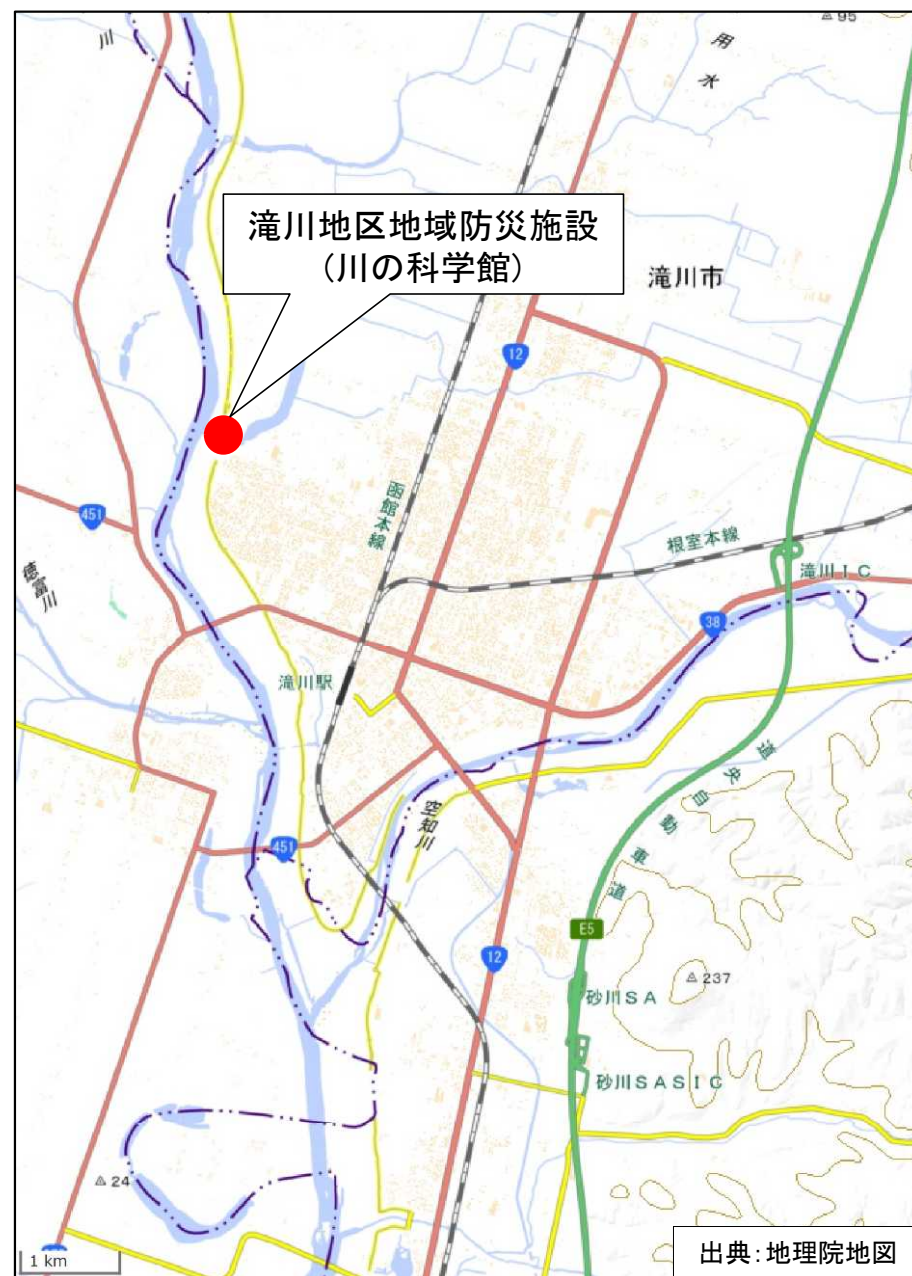 95
川
用水
滝川地区地域防災施設
(川の科学館)
滝川市
12
函館本線
451
根室本線
滝川IC
徳富川
38
滝川駅
道央自動車道
空知川
451
E5
12
237
砂川SA
砂川SASIC
24
1 km
出典:地理院地図